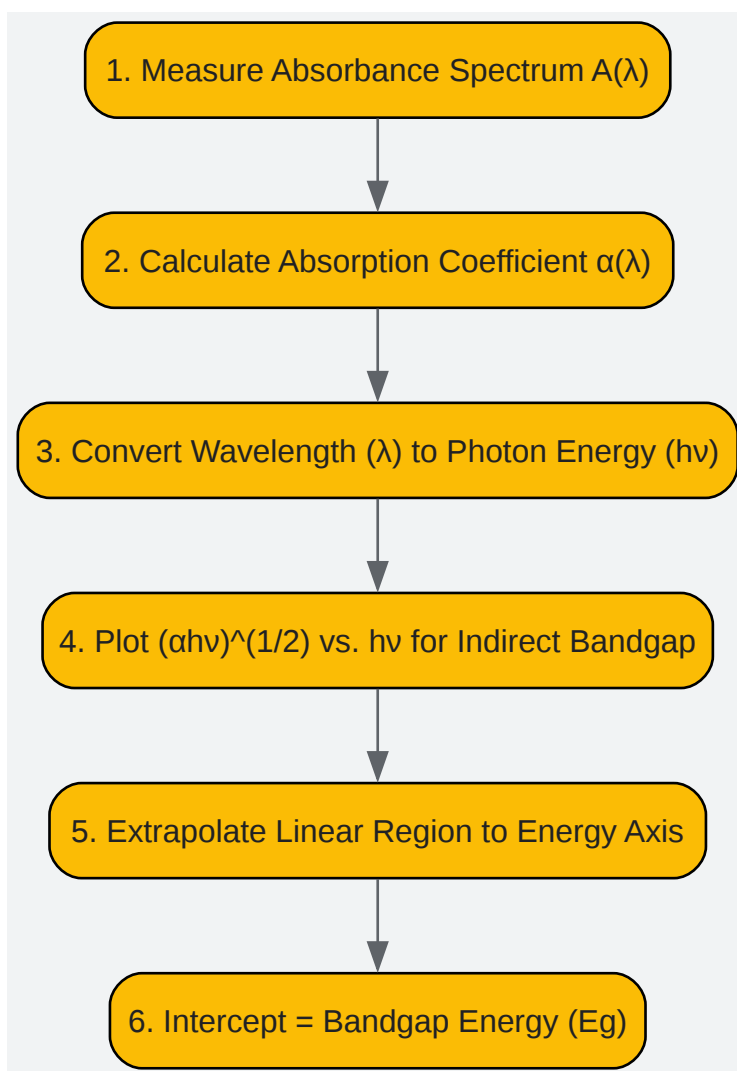 1. Measure Absorbance Spectrum A(λ)
2. Calculate Absorption Coefficient α(λ)
3. Convert Wavelength (λ) to Photon Energy (hν)
4. Plot (αhν)^(1/2) vs. hν for Indirect Bandgap
5. Extrapolate Linear Region to Energy Axis
6. Intercept = Bandgap Energy (Eg)